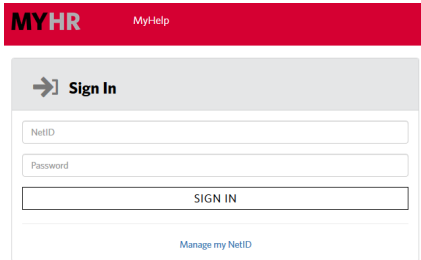 MYHR MyHelp
Sign In
NetID
Password
SIGN IN
Manage my NetID